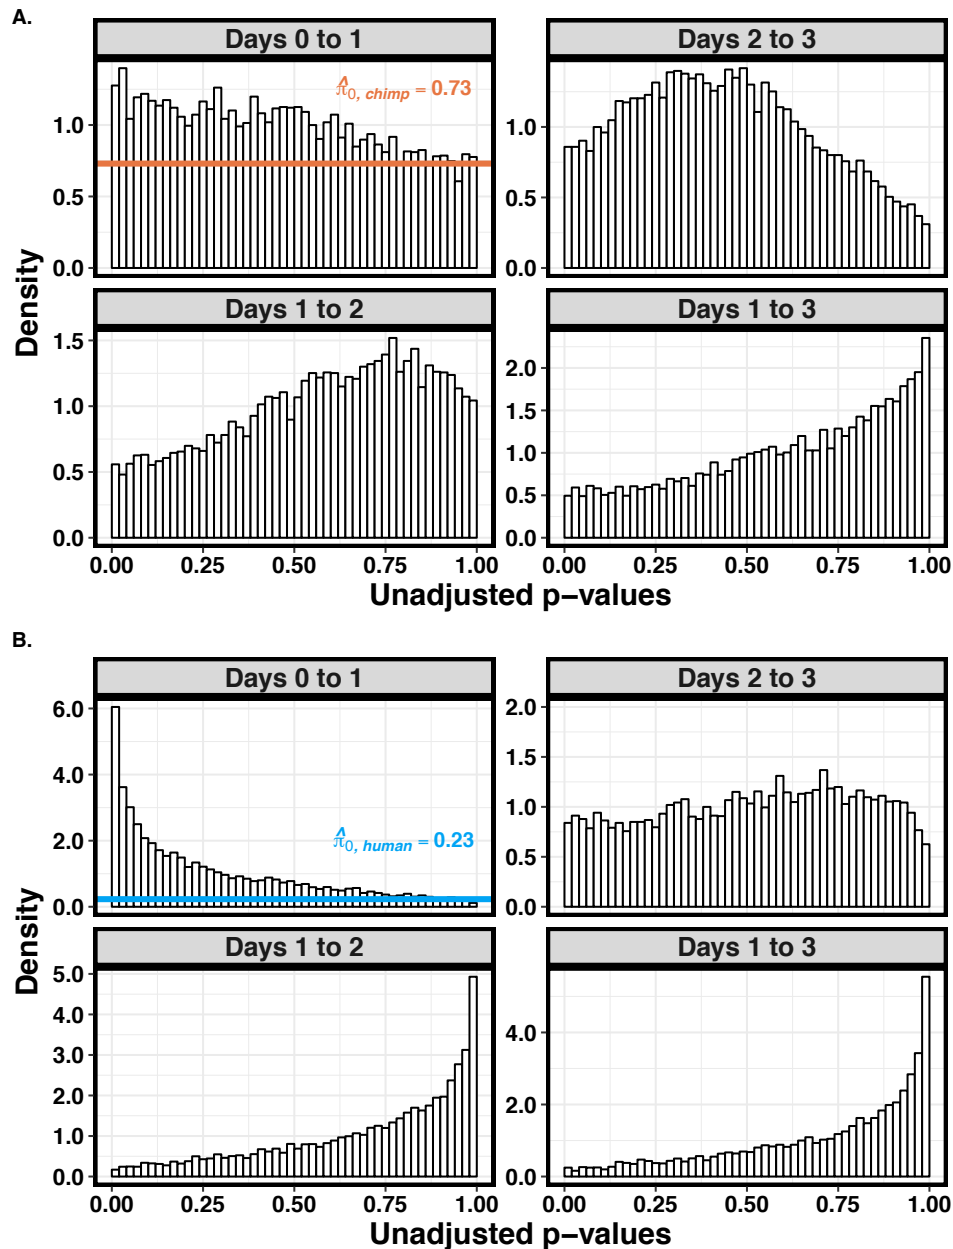 A.
Days 0 to 1
Days 2 to 3
π̂0, chimp = 0.73
1.0
0.5
0.0
1.0
0.5
0.0
Density
Days 1 to 2
Days 1 to 3
1.5
1.0
0.5
0.0
2.0
1.5
1.0
0.5
0.0
0.00 0.25 0.50 0.75 1.00
0.00 0.25 0.50 0.75 1.00
Unadjusted p−values
B.
Days 0 to 1
Days 2 to 3
π̂0, human = 0.23
6.0
4.0
2.0
0.0
2.0
1.5
1.0
0.5
0.0
Density
Days 1 to 2
Days 1 to 3
5.0
4.0
3.0
2.0
1.0
0.0
4.0
2.0
0.0
0.00 0.25 0.50 0.75 1.00
0.00 0.25 0.50 0.75 1.00
Unadjusted p−values